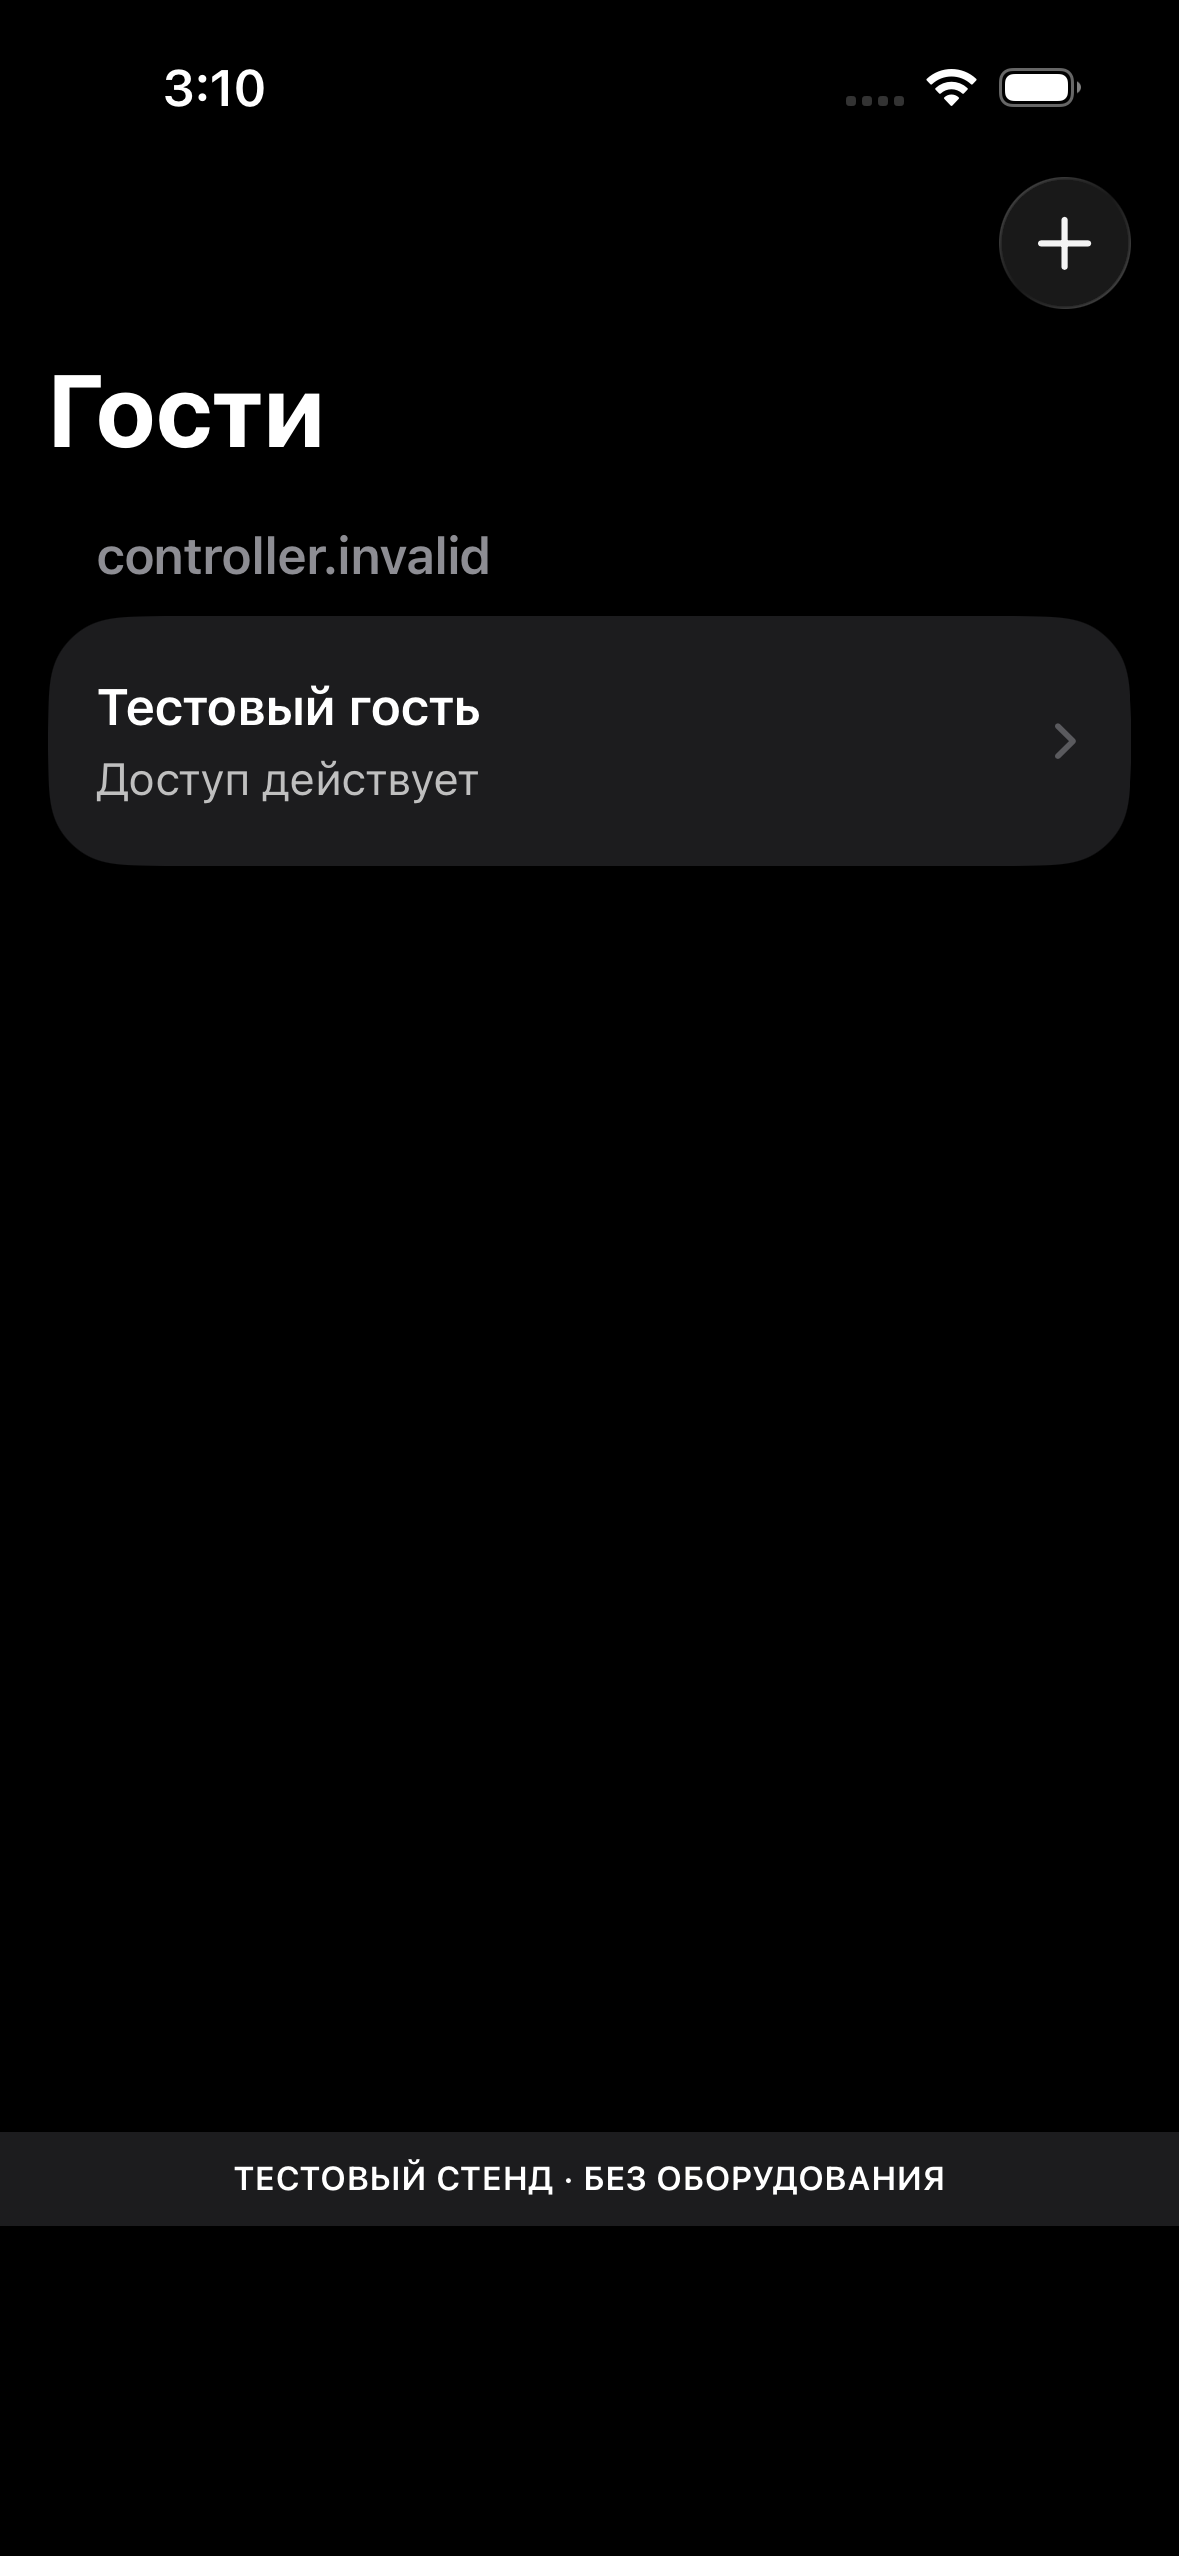 3:10
Гости
controller.invalid
Тестовый гость
Доступ действует
ТЕСТОВЫЙ СТЕНД · БЕЗ ОБОРУДОВАНИЯ